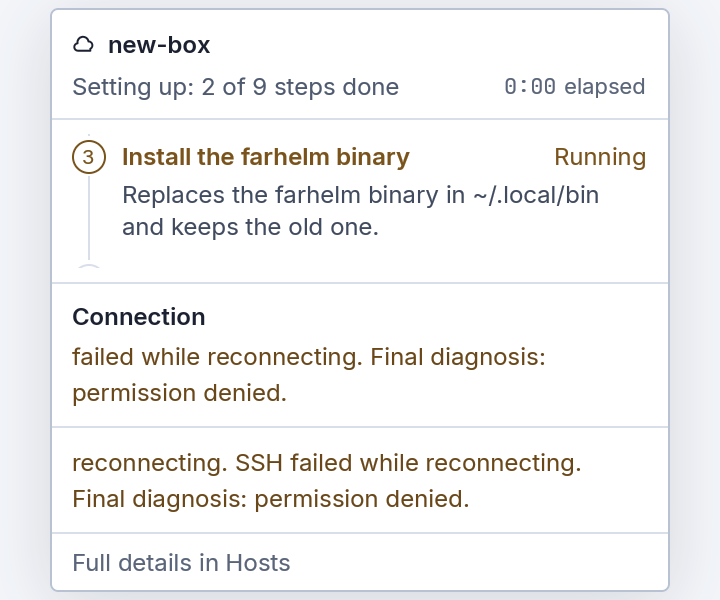 new-box
Setting up: 2 of 9 steps done 0:00 elapsed
3 Install the farhelm binary Running
Replaces the farhelm binary in ~/.local/bin
and keeps the old one.
Connection
failed while reconnecting. Final diagnosis:
permission denied.
reconnecting. SSH failed while reconnecting.
Final diagnosis: permission denied.
Full details in Hosts